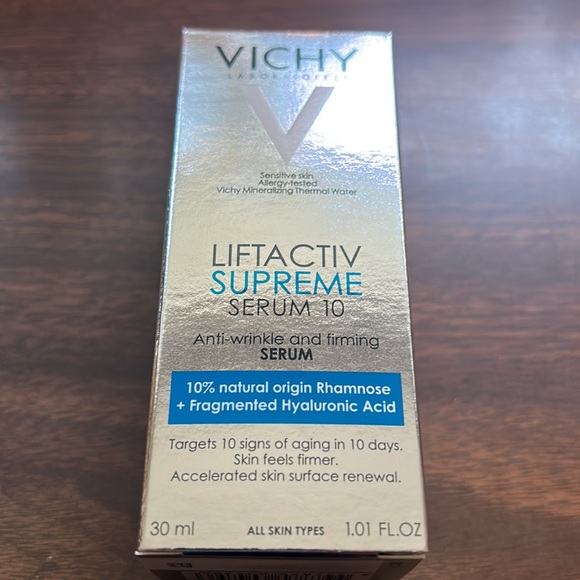 VICHY
LABORATOIRES
V
Sensitive skin
Allergy-tested
Vichy Mineralizing Thermal Water
LIFTACTIV
SUPREME
SERUM 10
Anti-wrinkle and firming
SERUM
10% natural origin Rhamnose
+ Fragmented Hyaluronic Acid
Targets 10 signs of aging in 10 days.
Skin feels firmer.
Accelerated skin surface renewal.
30 ml ALL SKIN TYPES 1.01 FL.OZ